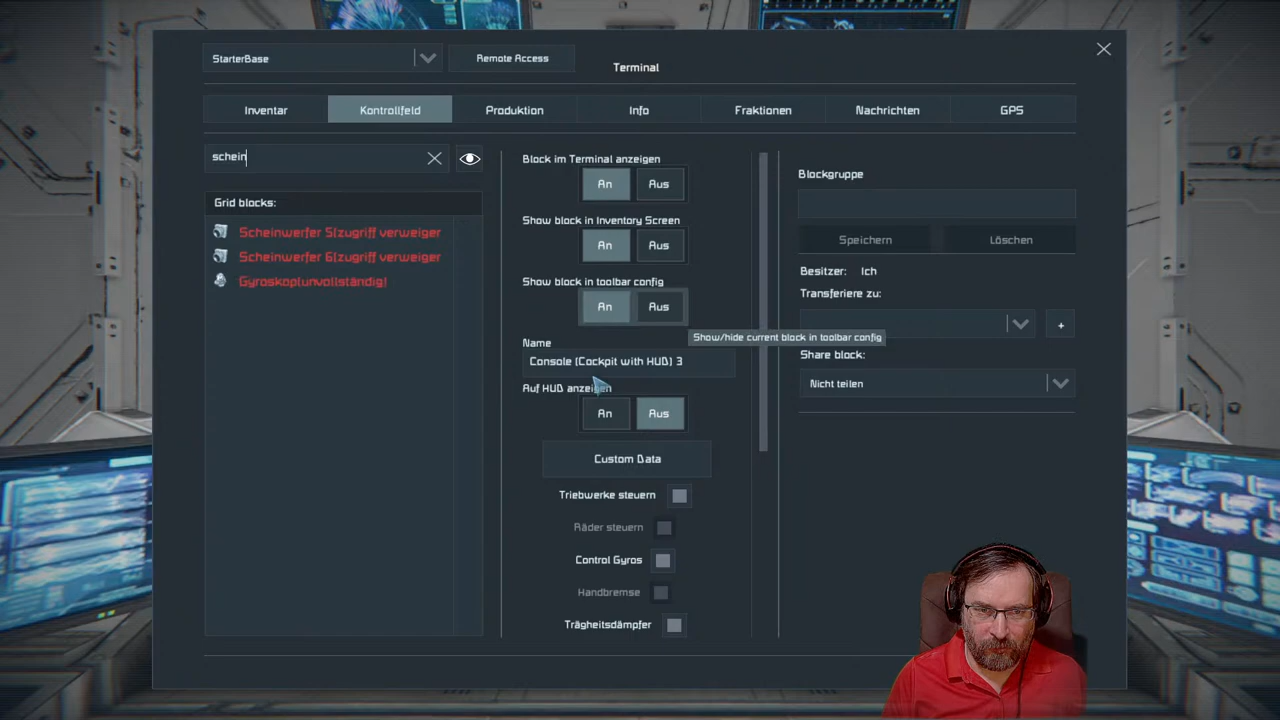 StarterBase
Remote Access
Terminal
Inventar
Kontrollfeld
Produktion
Info
Fraktionen
Nachrichten
GPS
schein
Grid blocks:
Scheinwerfer 5(zugriff verweiger
Scheinwerfer 6(zugriff verweiger
Gyroskop(unvollständig)
Block im Terminal anzeigen
An Aus
Show block in Inventory Screen
An Aus
Show block in toolbar config
An Aus
Show/hide current block in toolbar config
Name
Console [Cockpit with HUD] 3
Auf HUD anzeigen
An Aus
Custom Data
Triebwerke steuern
Räder steuern
Control Gyros
Handbremse
Trägheitsdämpfer
Blockgruppe
Speichern
Löschen
Besitzer: Ich
Transferiere zu:
+
Share block:
Nicht teilen